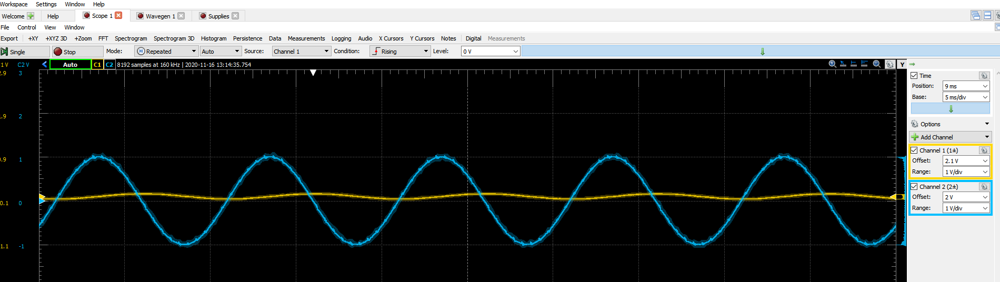 Workspace Settings Window Help
Welcome Help Scope 1 Wavegen 1 Supplies
File Control View Window
Export +XY +XYZ 3D +Zoom FFT Spectrogram Spectrogram 3D Histogram Persistence Data Measurements Logging Audio X Cursors Y Cursors Notes Digital Measurements
Single Stop Mode: Repeated Auto Source: Channel 1 Condition: Rising Level: 0 V
1 V C2 V Auto C1 C2 8192 samples at 160 kHz | 2020-11-16 13:14:35.754 Y
2.9 3
Time
Position: 9 ms
Base: 5 ms/div
.9 2
Options
Add Channel
0.9 1
Channel 1 (1±)
Offset: 2.1 V
Range: 1 V/div
0.1 0
Channel 2 (2±)
Offset: 2 V
Range: 1 V/div
1.1 -1